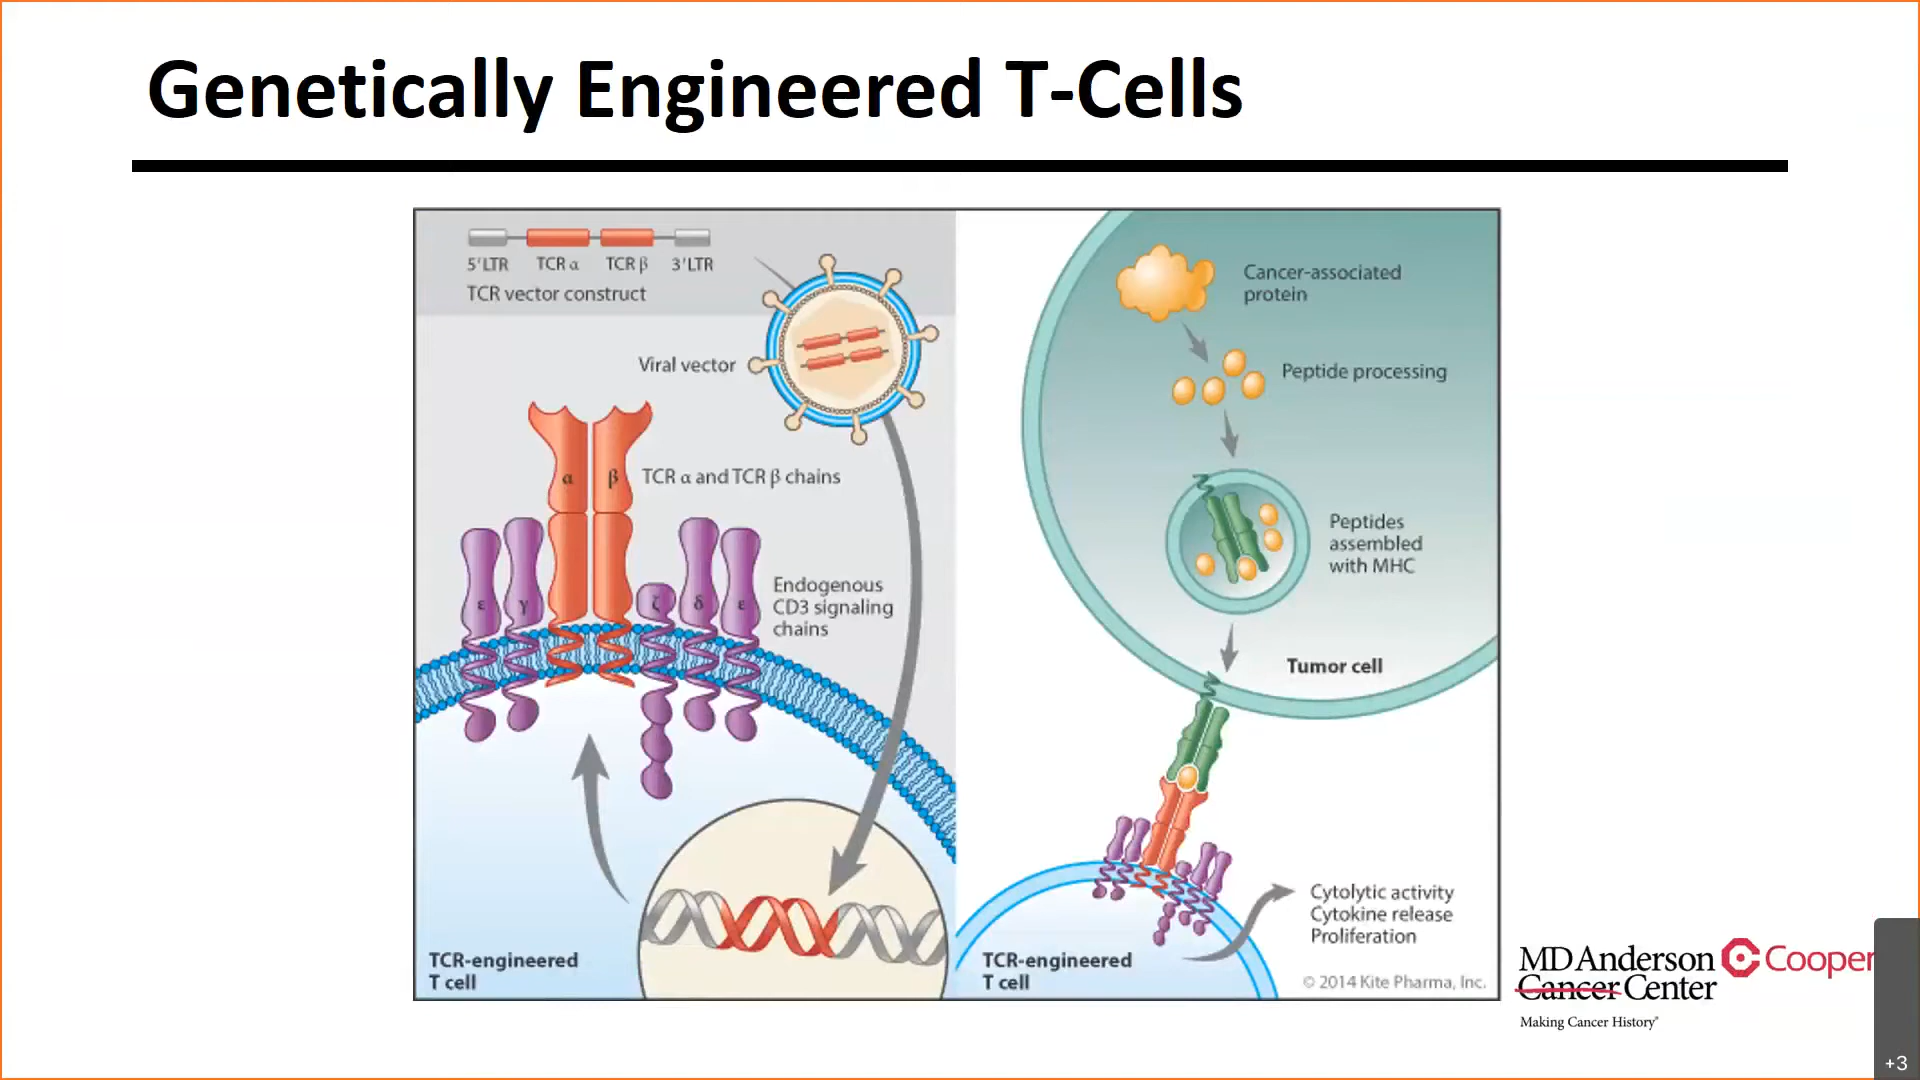 Genetically Engineered T-Cells
5'LTR TCR α TCR β 3'LTR
TCR vector construct
Viral vector
α β
TCR α and TCR β chains
ε γ ζ δ ε
Endogenous
CD3 signaling
chains
TCR-engineered
T cell
Cancer-associated
protein
Peptide processing
Peptides
assembled
with MHC
Tumor cell
Cytolytic activity
Cytokine release
Proliferation
TCR-engineered
T cell
© 2014 Kite Pharma, Inc.
MD Anderson
Cancer Center
Making Cancer History®
Cooper
+3